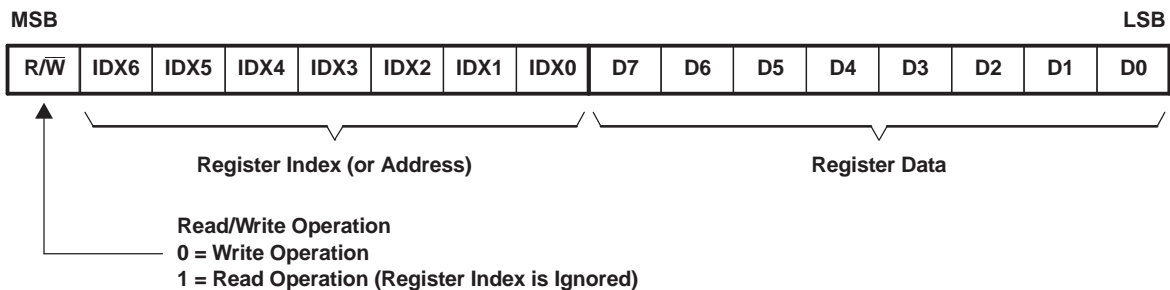 MSB LSB
R/W̅ IDX6 IDX5 IDX4 IDX3 IDX2 IDX1 IDX0 D7 D6 D5 D4 D3 D2 D1 D0
Register Index (or Address) Register Data
Read/Write Operation
0 = Write Operation
1 = Read Operation (Register Index is Ignored)